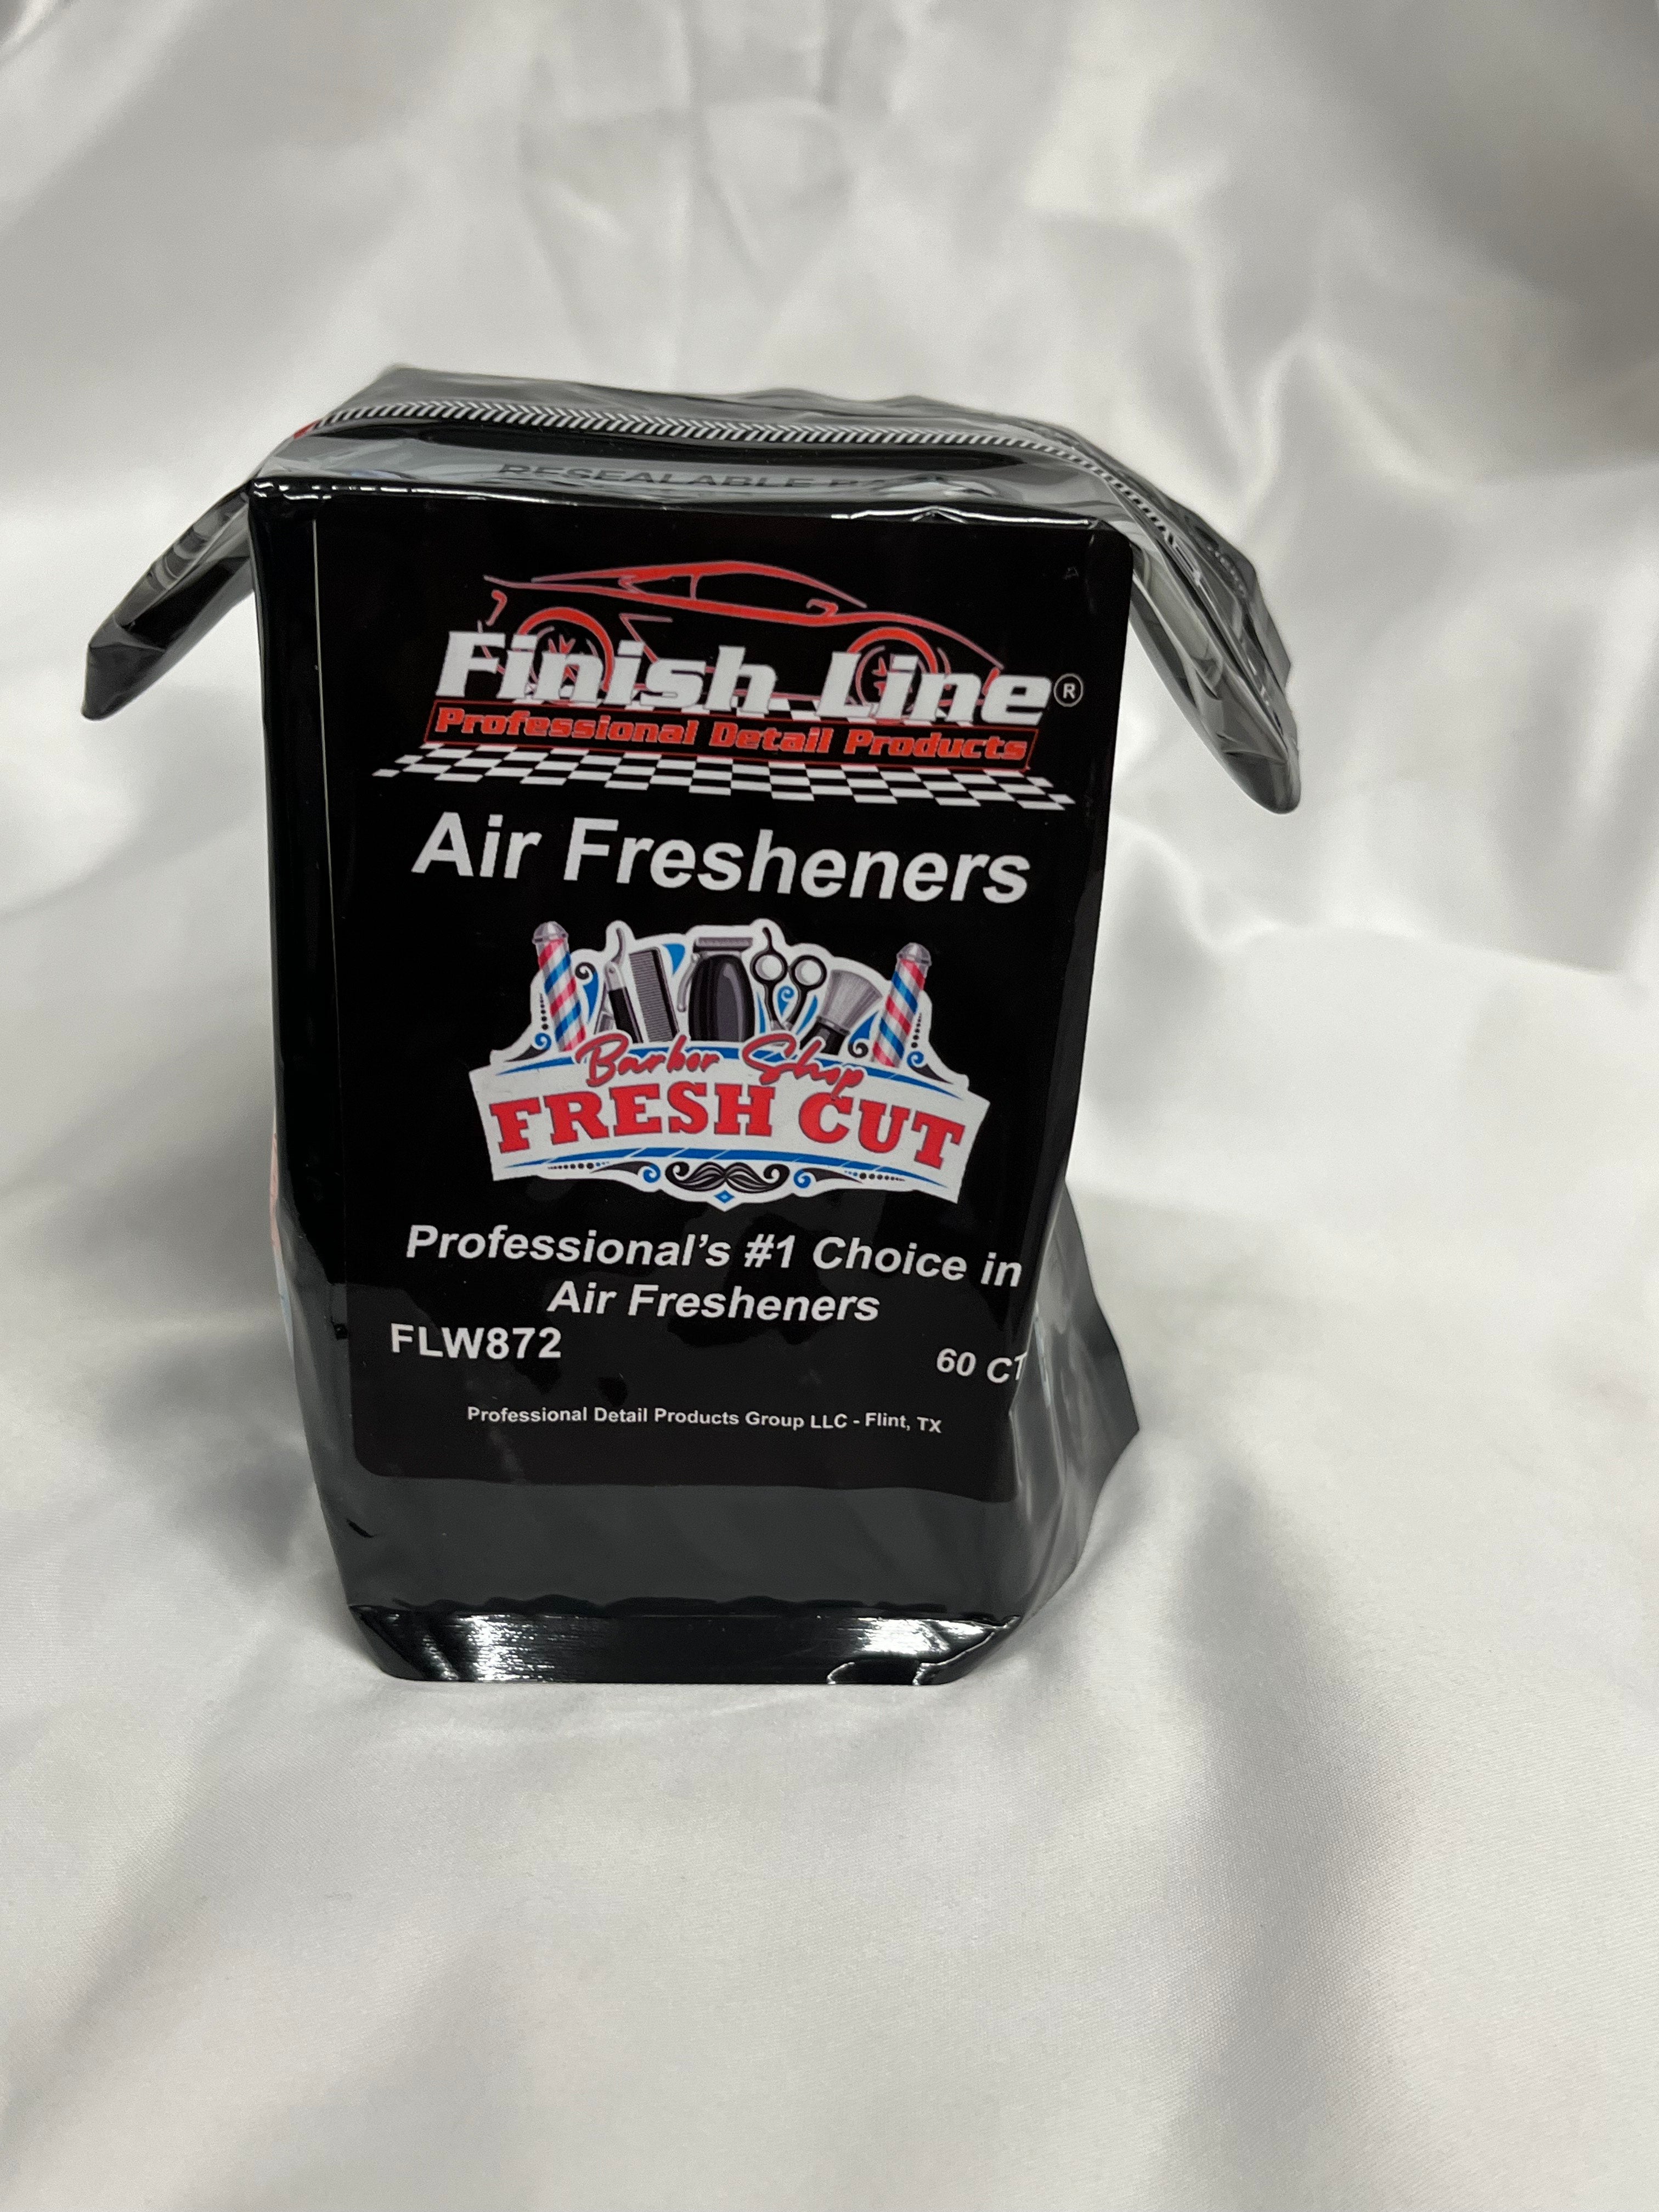 RESEALABLE
Finish Line®
Professional Detail Products
Air Fresheners
Barber Shop
FRESH CUT
Professional's #1 Choice in
Air Fresheners
FLW872
60 CT
Professional Detail Products Group LLC - Flint, TX